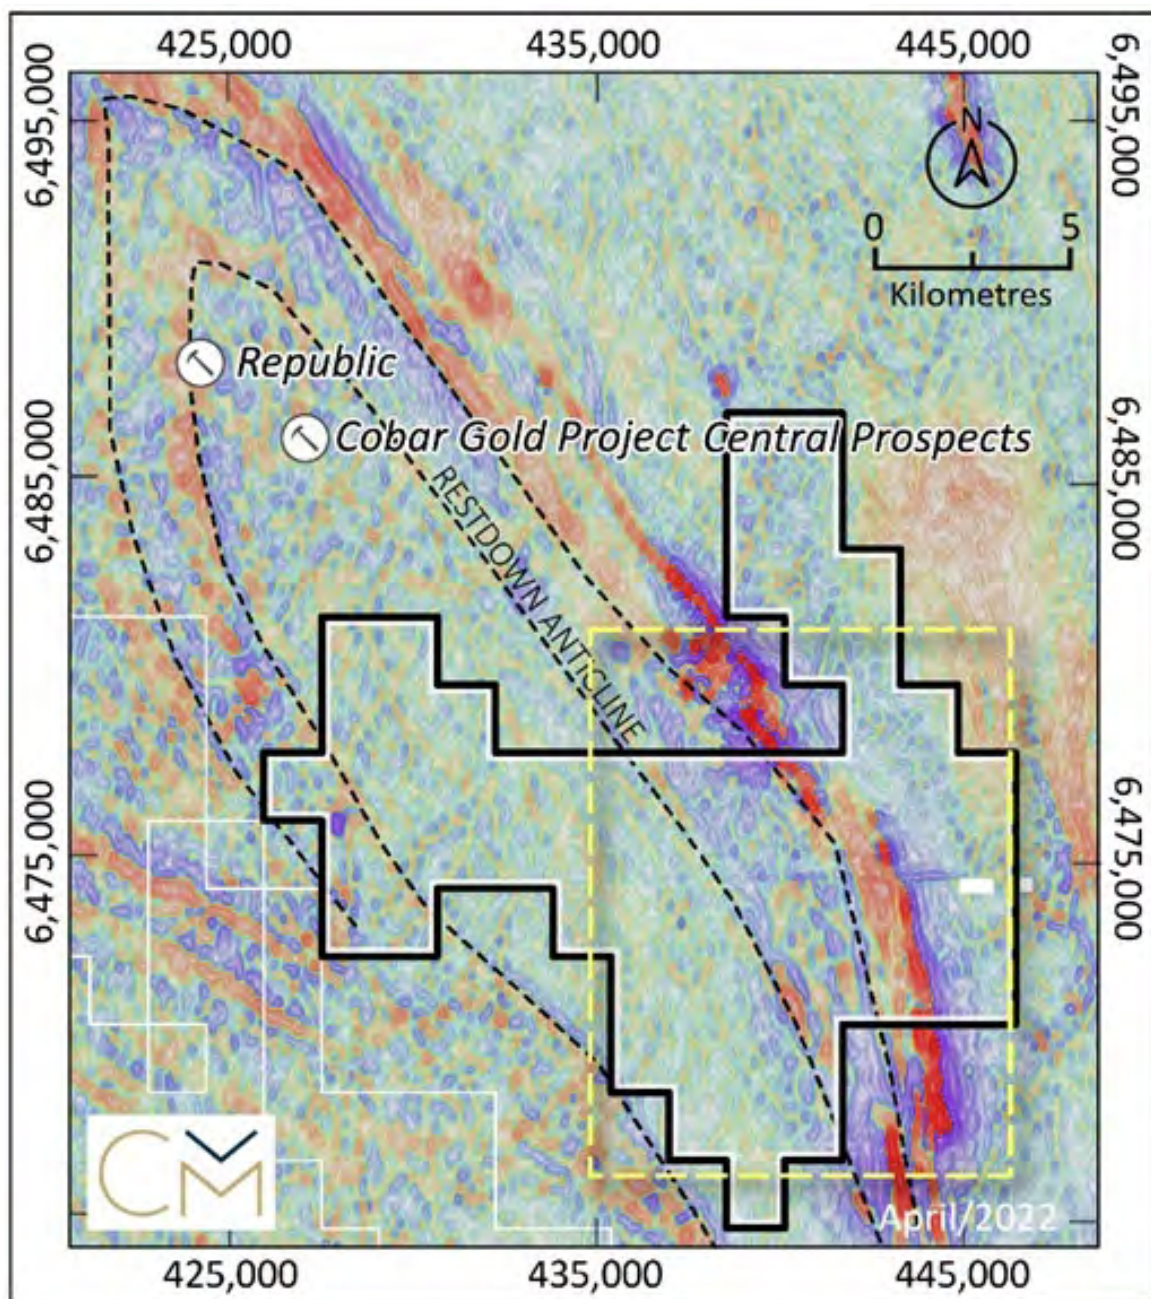 425,000
435,000
445,000
6,495,000
6,495,000
N
0
5
Kilometres
Republic
Cobar Gold Project Central Prospects
6,485,000
6,485,000
RESTDOWN ANTICLINE
6,475,000
6,475,000
CM
April/2022
425,000
435,000
445,000